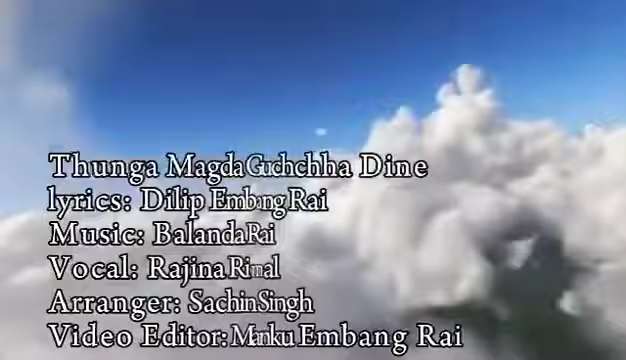 Thunga Magda Guchchha Dine
lyrics: Dilip Embang Rai
Music: Balanda Rai
Vocal: Rajina Rimal
Arranger: Sachin Singh
Video Editor: Manku Embang Rai